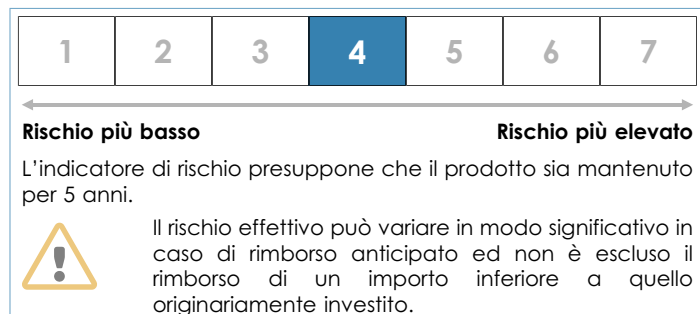 1 2 3 4 5 6 7
Rischio più basso Rischio più elevato
L'indicatore di rischio presuppone che il prodotto sia mantenuto
per 5 anni.
Il rischio effettivo può variare in modo significativo in
caso di rimborso anticipato ed non è escluso il
rimborso di un importo inferiore a quello
originariamente investito.